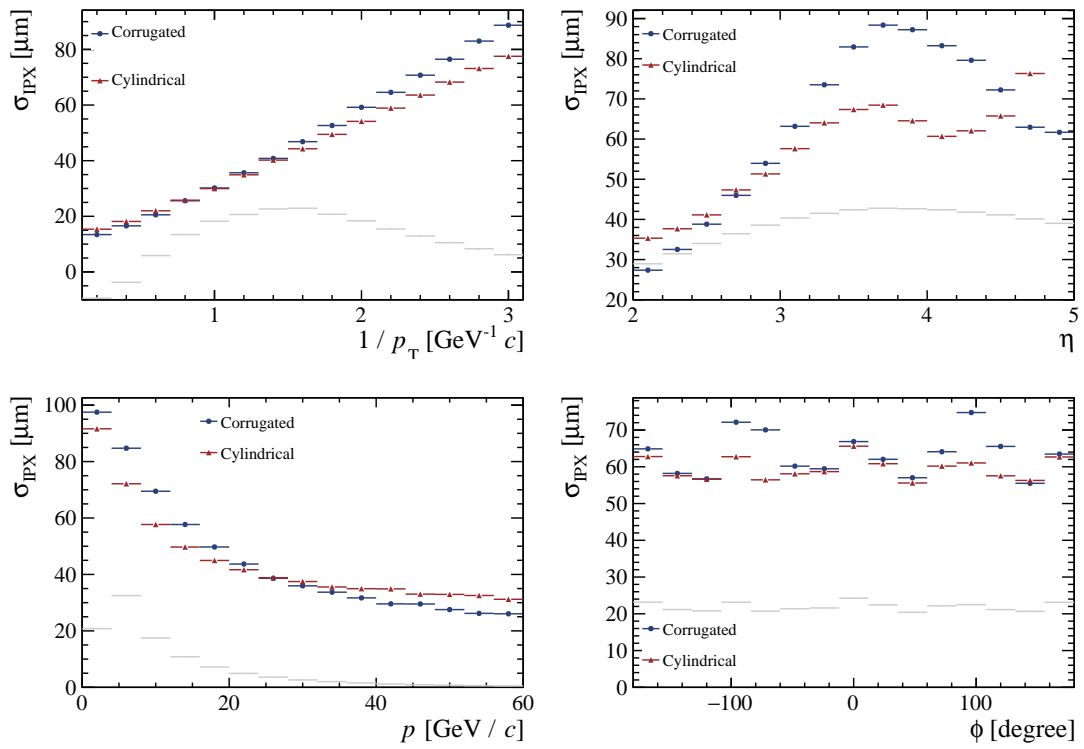 σIPX [μm]
80
60
40
20
0
Corrugated
Cylindrical
1 2 3
1 / pT [GeV-1 c]
σIPX [μm]
90
80
70
60
50
40
30
20
Corrugated
Cylindrical
2 3 4 5
η
σIPX [μm]
100
80
60
40
20
0
Corrugated
Cylindrical
0 20 40 60
p [GeV / c]
σIPX [μm]
70
60
50
40
30
20
10
0
Corrugated
Cylindrical
−100 0 100
ϕ [degree]